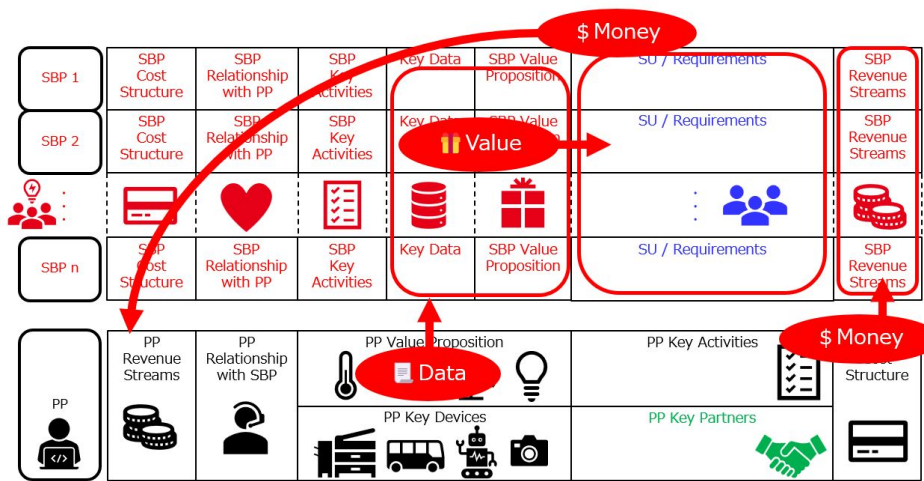 $ Money
SBP 1
SBP
Cost
Structure
SBP
Relationship
with PP
SBP
Key
Activities
Key Data
SBP Value
Proposition
SU / Requirements
SBP
Revenue
Streams
SBP 2
SBP
Cost
Structure
SBP
Relationship
with PP
SBP
Key
Activities
Key Data
SBP Value
Value
SU / Requirements
SBP
Revenue
Streams
:
:
:
:
SBP n
SBP
Cost
Structure
SBP
Relationship
with PP
SBP
Key
Activities
Key Data
SBP Value
Proposition
SU / Requirements
SBP
Revenue
Streams
$ Money
PP
</>
PP
Revenue
Streams
PP
Relationship
with SBP
PP Value Proposition
Data
PP Key Activities
Structure
PP Key Devices
PP Key Partners